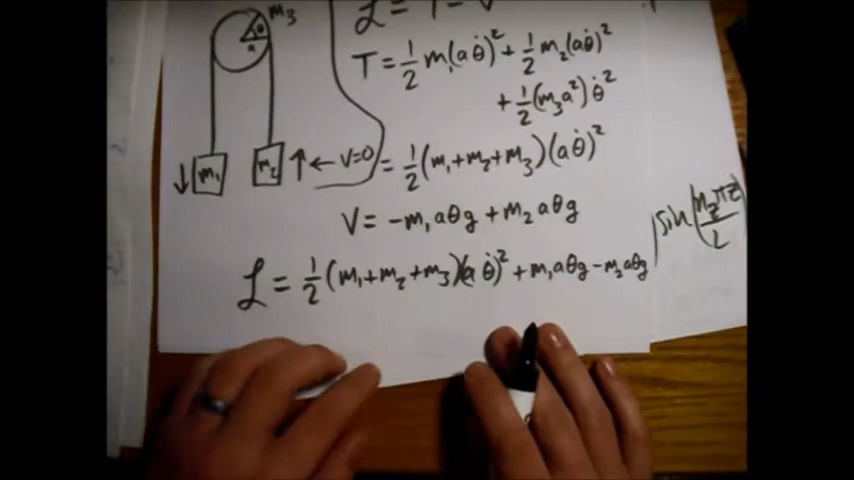 m₃
θ
a
m₁
m₂
V=0
ℒ = T - V
T = 1/2 m₁(aθ̇)² + 1/2 m₂(aθ̇)²
+ 1/2 (m₃a²) θ̇²
= 1/2 (m₁+m₂+m₃)(aθ̇)²
V = -m₁aθg + m₂aθg
ℒ = 1/2 (m₁+m₂+m₃)(aθ̇)² + m₁aθg - m₂aθg